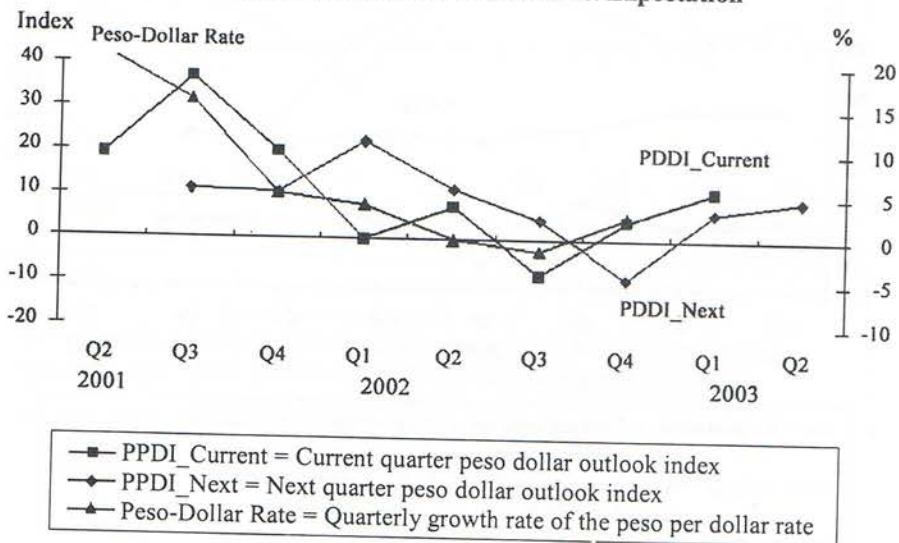 Expectation
Index
Peso-Dollar Rate
%
40
30
20
10
0
-10
-20
20
15
10
5
0
-5
-10
PDDI_Current
PDDI_Next
Q2 Q3 Q4 Q1 Q2 Q3 Q4 Q1 Q2
2001 2002 2003
PPDI_Current = Current quarter peso dollar outlook index
PPDI_Next = Next quarter peso dollar outlook index
Peso-Dollar Rate = Quarterly growth rate of the peso per dollar rate